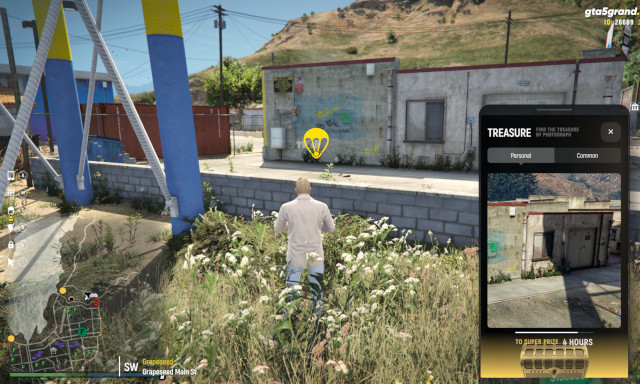 gta5grand.
ID: 26689
TREASURE
FIND THE TREASURE
BY PHOTOGRAPH
Personal
Common
TO SUPER PRIZE 4 HOURS
SW
Grapeseed
Grapeseed Main St